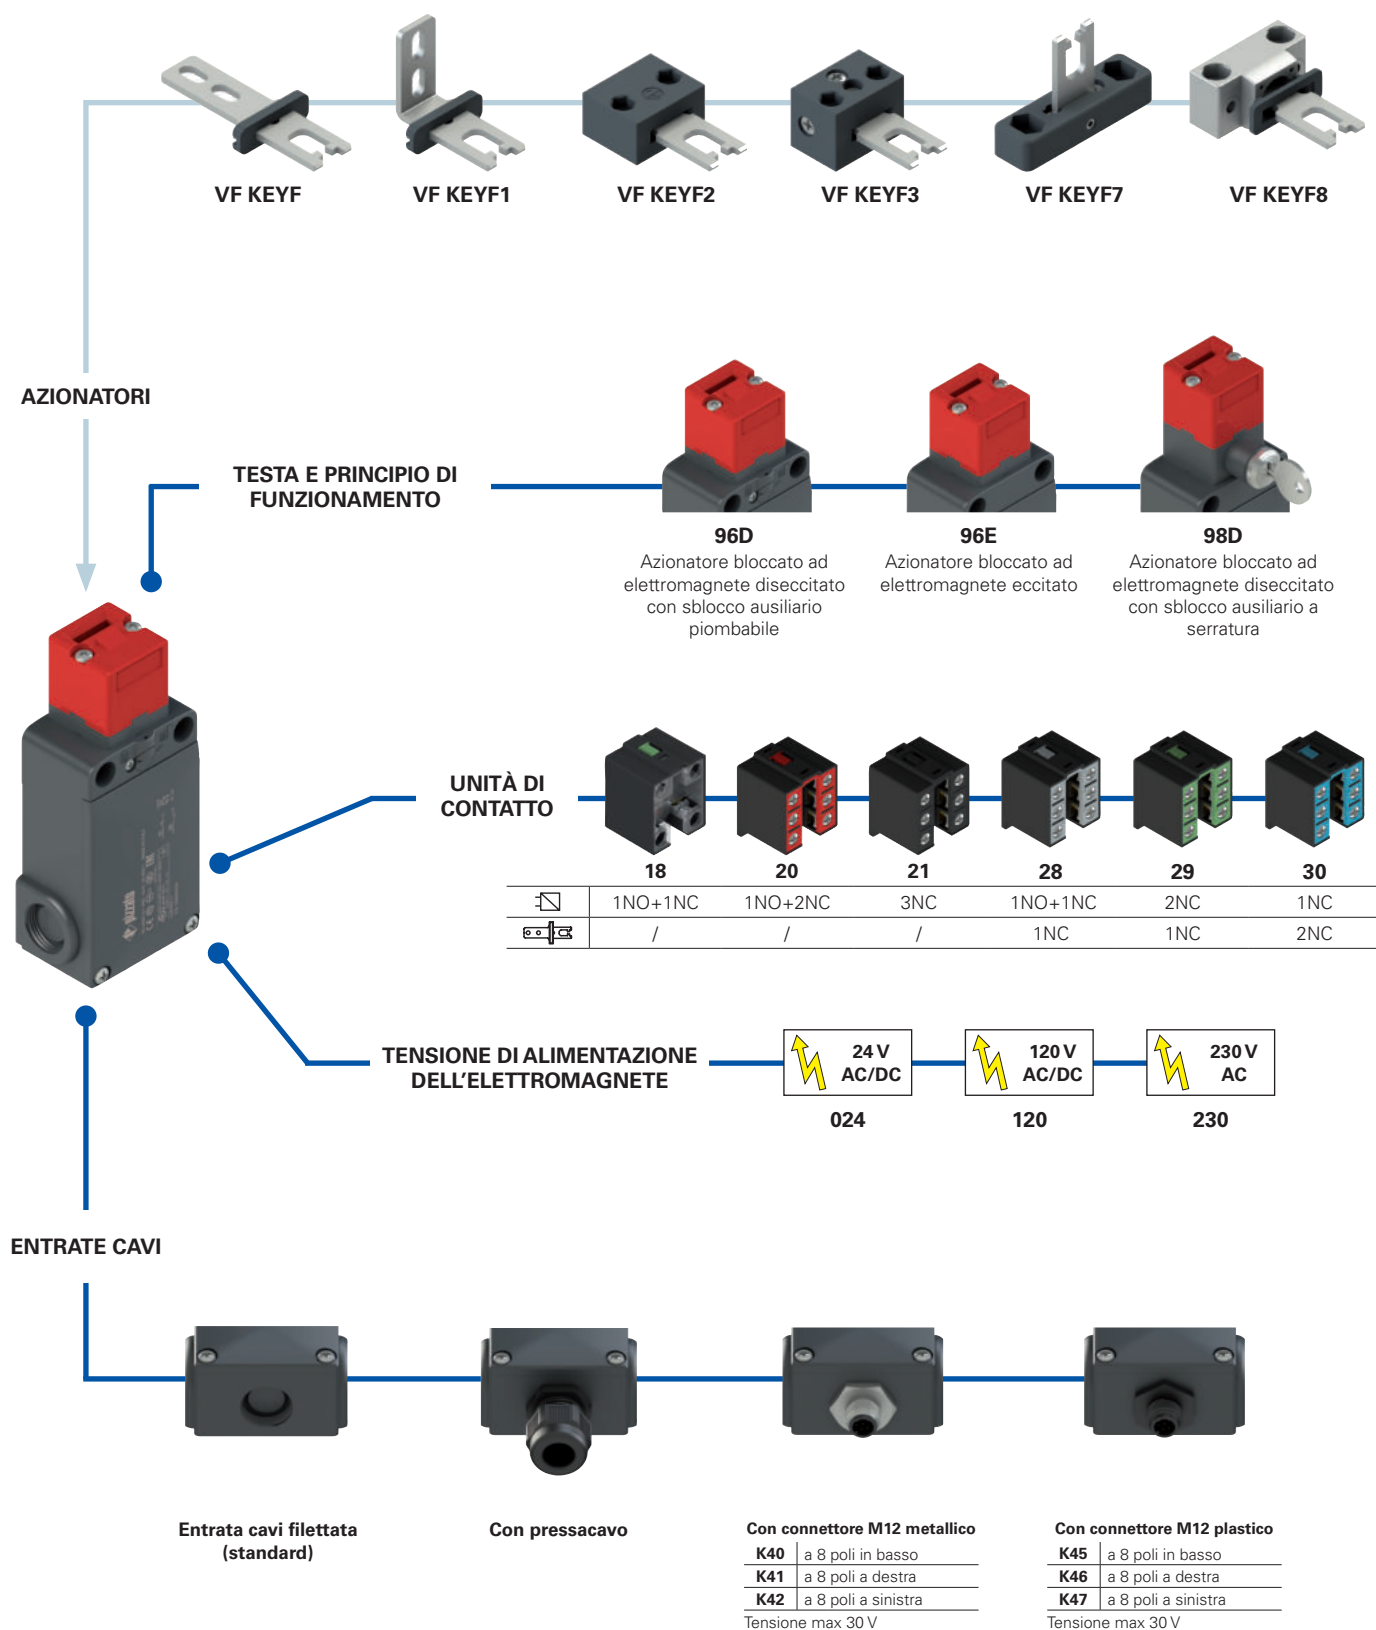 VF KEYF
VF KEYF1
VF KEYF2
VF KEYF3
VF KEYF7
VF KEYF8
AZIONATORI
TESTA E PRINCIPIO DI
FUNZIONAMENTO
96D
Azionatore bloccato ad
elettromagnete diseccitato
con sblocco ausiliario
piombabile
96E
Azionatore bloccato ad
elettromagnete eccitato
98D
Azionatore bloccato ad
elettromagnete diseccitato
con sblocco ausiliario a
serratura
pizzato
UNITÀ DI
CONTATTO
18 20 21 28 29 30
1NO+1NC 1NO+2NC 3NC 1NO+1NC 2NC 1NC
/ / / 1NC 1NC 2NC
TENSIONE DI ALIMENTAZIONE
DELL’ELETTROMAGNETE
24 V
AC/DC
024
120 V
AC/DC
120
230 V
AC
230
ENTRATE CAVI
Entrata cavi filettata
(standard)
Con pressacavo
Con connettore M12 metallico
K40 a 8 poli in basso
K41 a 8 poli a destra
K42 a 8 poli a sinistra
Tensione max 30 V
Con connettore M12 plastico
K45 a 8 poli in basso
K46 a 8 poli a destra
K47 a 8 poli a sinistra
Tensione max 30 V